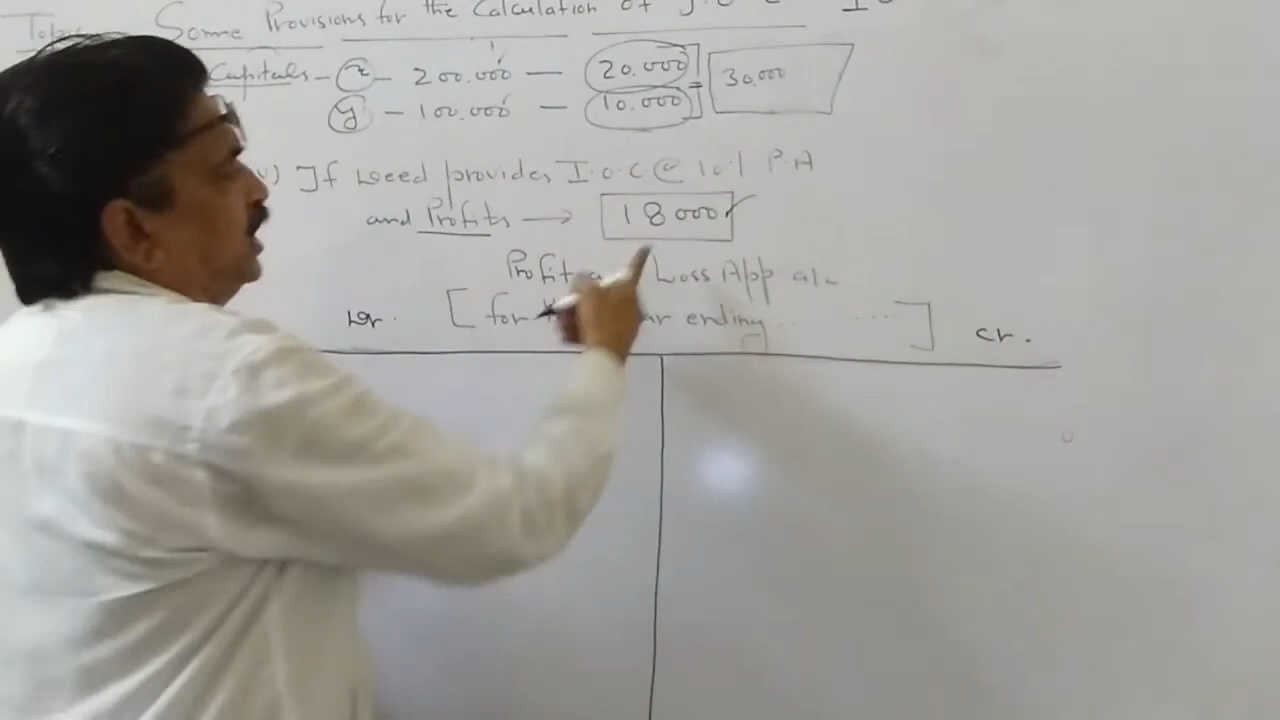 Some Provisions for the Calculation of I.O.C
Capitals - x - 200.000 - 20.000 = 30.000
y - 100.000 - 10.000
) If Deed provides I.O.C @ 10% P.A
and Profits → 18000
Profit Loss App a/c
Dr. [ for ending ..... ] Cr.